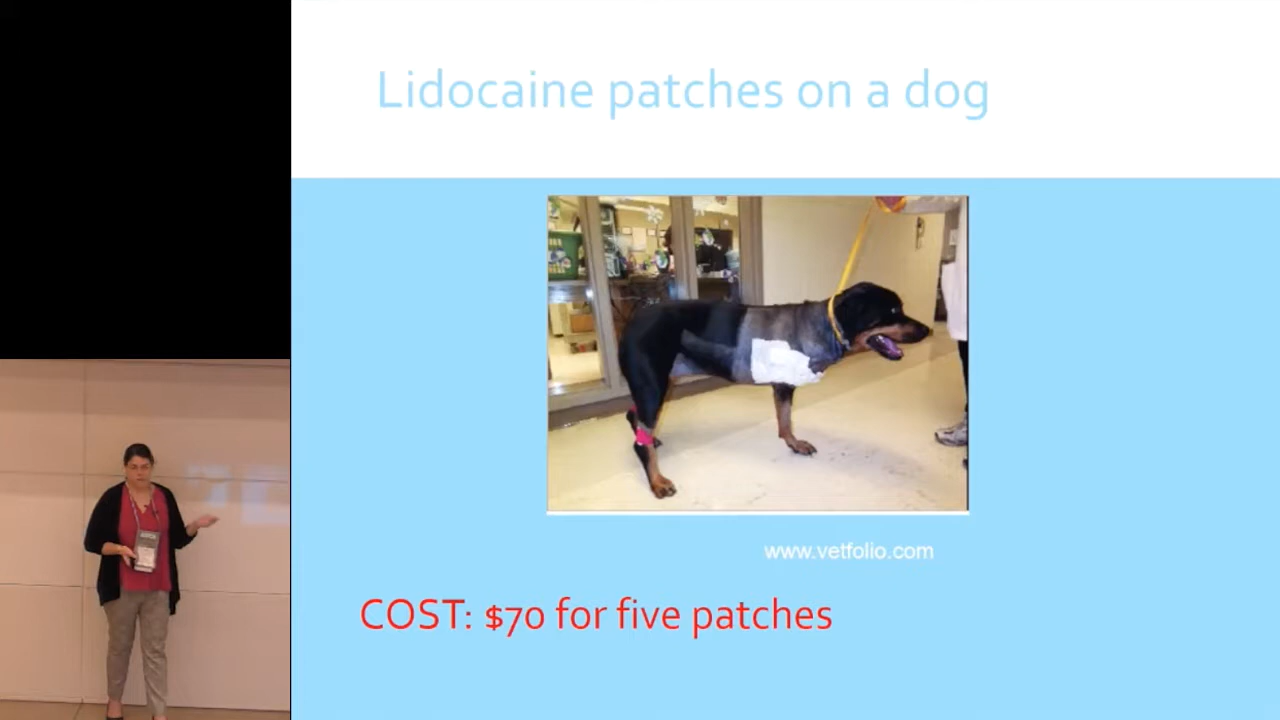 Lidocaine patches on a dog
www.vetfolio.com
COST: $70 for five patches